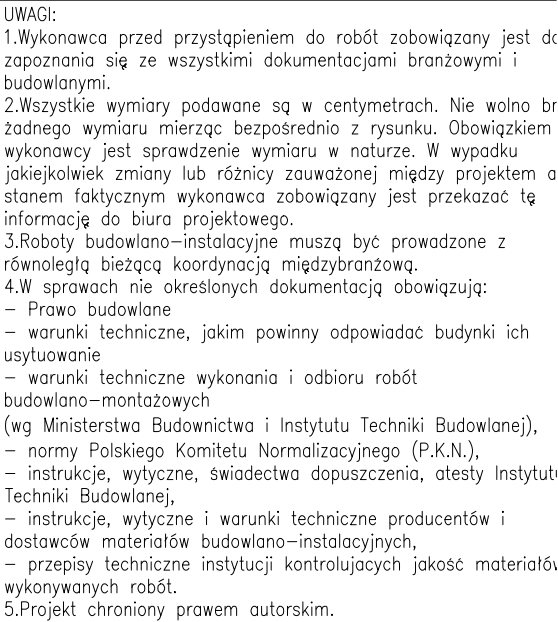 UWAGI:
1.Wykonawca przed przystąpieniem do robót zobowiązany jest do
zapoznania się ze wszystkimi dokumentacjami branżowymi i
budowlanymi.
2.Wszystkie wymiary podawane są w centymetrach. Nie wolno br
żadnego wymiaru mierząc bezpośrednio z rysunku. Obowiązkiem
wykonawcy jest sprawdzenie wymiaru w naturze. W wypadku
jakiejkolwiek zmiany lub różnicy zauważonej między projektem a
stanem faktycznym wykonawca zobowiązany jest przekazać tę
informację do biura projektowego.
3.Roboty budowlano-instalacyjne muszą być prowadzone z
równoległą bieżącą koordynacją międzybranżową.
4.W sprawach nie określonych dokumentacją obowiązują:
- Prawo budowlane
- warunki techniczne, jakim powinny odpowiadać budynki ich
usytuowanie
- warunki techniczne wykonania i odbioru robót
budowlano-montażowych
(wg Ministerstwa Budownictwa i Instytutu Techniki Budowlanej),
- normy Polskiego Komitetu Normalizacyjnego (P.K.N.),
- instrukcje, wytyczne, świadectwa dopuszczenia, atesty Instytutu
Techniki Budowlanej,
- instrukcje, wytyczne i warunki techniczne producentów i
dostawców materiałów budowlano-instalacyjnych,
- przepisy techniczne instytucji kontrolujacych jakość materiałów
wykonywanych robót.
5.Projekt chroniony prawem autorskim.